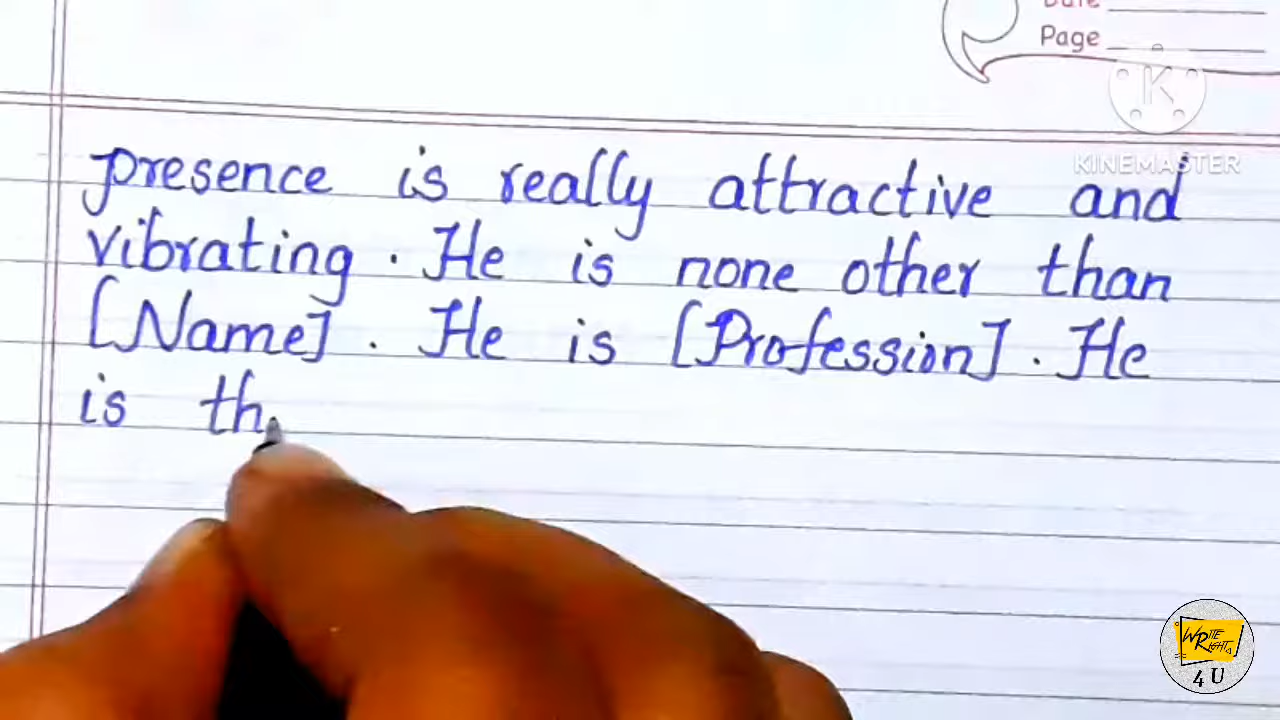 Page
KINEMASTER
presence is really attractive and
vibrating. He is none other than
[Name]. He is [Profession]. He
is th
WRITE
RIGHT
4 U